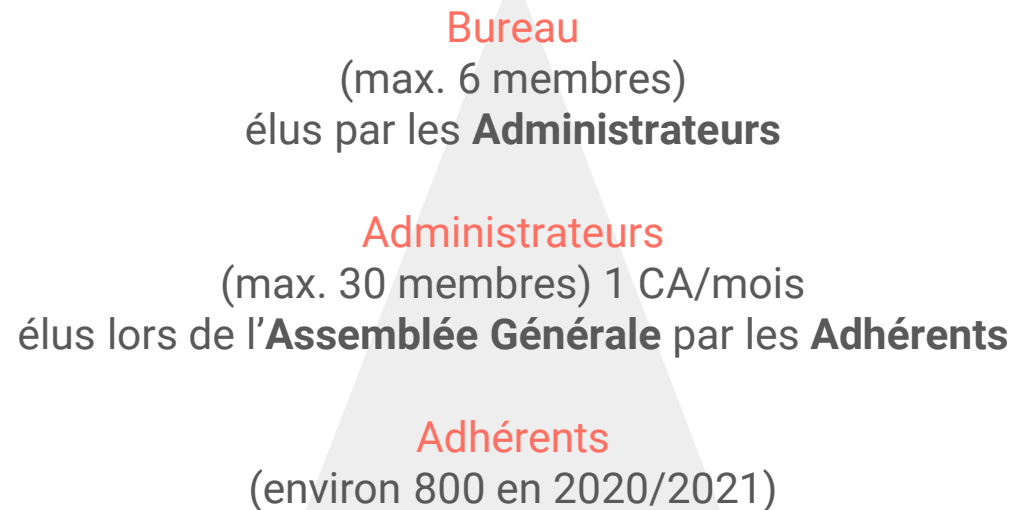 Bureau
(max. 6 membres)
élus par les Administrateurs
Administrateurs
(max. 30 membres) 1 CA/mois
élus lors de l’Assemblée Générale par les Adhérents
Adhérents
(environ 800 en 2020/2021)